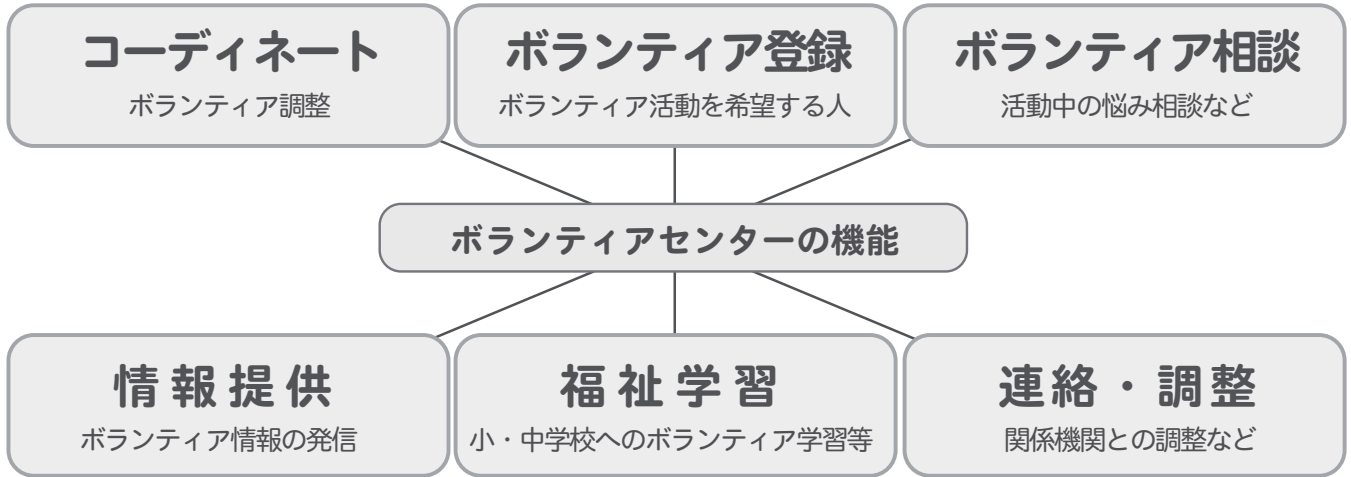 コーディネート
ボランティア調整
ボランティア登録
ボランティア活動を希望する人
ボランティア相談
活動中の悩み相談など
ボランティアセンターの機能
情報提供
ボランティア情報の発信
福祉学習
小・中学校へのボランティア学習等
連絡・調整
関係機関との調整など